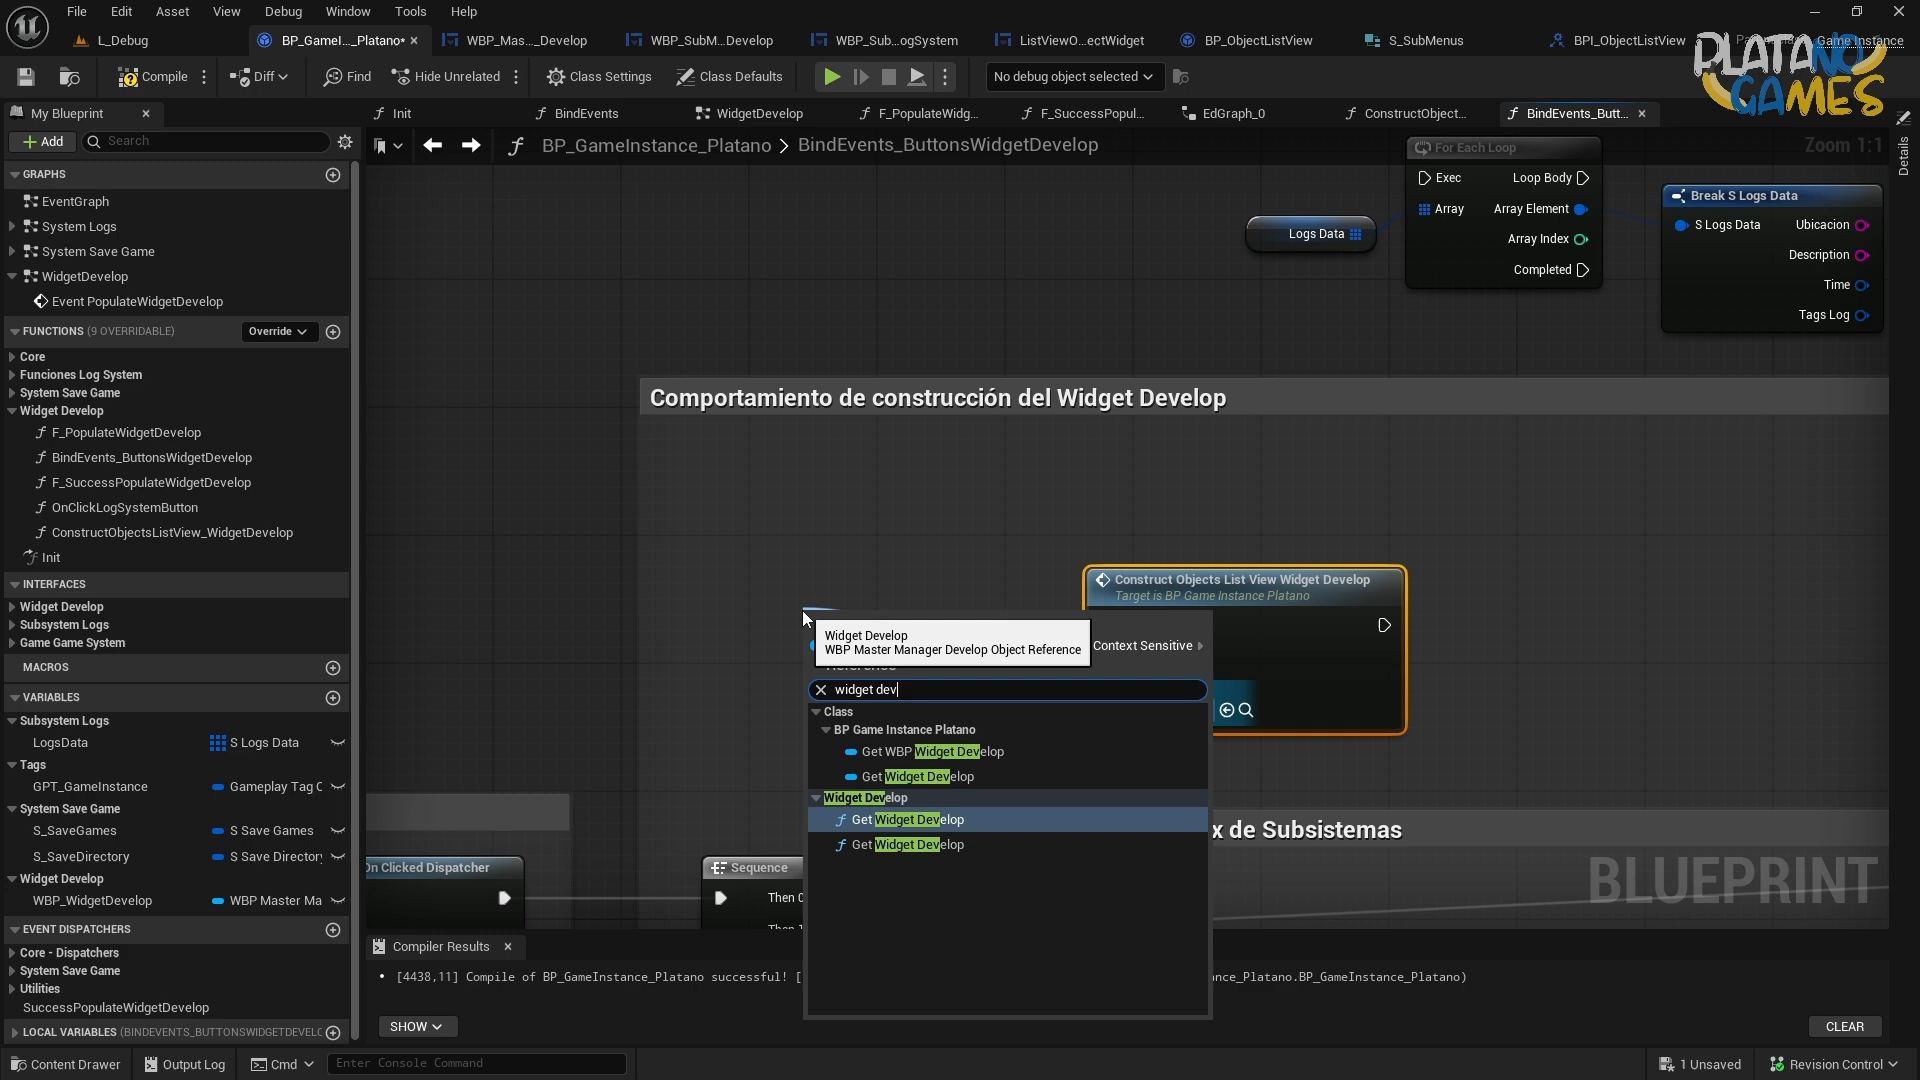 File Edit Asset View Debug Window Tools Help
L_Debug BP_GameI..._Platano* WBP_Mas..._Develop WBP_SubM...Develop WBP_Sub...ogSystem ListViewO...ectWidget BP_ObjectListView S_SubMenus BPI_ObjectListView Game Instance
PLATANO GAMES
Compile Diff Find Hide Unrelated Class Settings Class Defaults No debug object selected
My Blueprint Init BindEvents WidgetDevelop F_PopulateWidg... F_SuccessPopul... EdGraph_0 ConstructObject... BindEvents_Butt...
Add Search
BP_GameInstance_Platano > BindEvents_ButtonsWidgetDevelop Zoom 1:1
Details
GRAPHS
EventGraph
System Logs
System Save Game
WidgetDevelop
Event PopulateWidgetDevelop
FUNCTIONS (9 OVERRIDABLE) Override
Core
Funciones Log System
System Save Game
Widget Develop
F_PopulateWidgetDevelop
BindEvents_ButtonsWidgetDevelop
F_SuccessPopulateWidgetDevelop
OnClickLogSystemButton
ConstructObjectsListView_WidgetDevelop
Init
INTERFACES
Widget Develop
Subsystem Logs
Game Game System
MACROS
VARIABLES
Subsystem Logs
LogsData S Logs Data
Tags
GPT_GameInstance Gameplay Tag C
System Save Game
S_SaveGames S Save Games
S_SaveDirectory S Save Directory
Widget Develop
WBP_WidgetDevelop WBP Master Ma
EVENT DISPATCHERS
Core - Dispatchers
System Save Game
Utilities
SuccessPopulateWidgetDevelop
LOCAL VARIABLES (BINDEVENTS_BUTTONSWIDGETDEVELO
For Each Loop
Exec Loop Body
Array Array Element
Array Index
Completed
Logs Data
Break S Logs Data
S Logs Data Ubicacion
Description
Time
Tags Log
Comportamiento de construcción del Widget Develop
Construct Objects List View Widget Develop
Target is BP Game Instance Platano
Widget Develop
WBP Master Manager Develop Object Reference
Context Sensitive
Reference
widget dev
Class
BP Game Instance Platano
Get WBP Widget Develop
Get Widget Develop
Widget Develop
Get Widget Develop
Get Widget Develop
x de Subsistemas
BLUEPRINT
On Clicked Dispatcher
Sequence
Then 0
Compiler Results
[4438,11] Compile of BP_GameInstance_Platano successful! [ nce_Platano.BP_GameInstance_Platano)
SHOW CLEAR
Content Drawer Output Log Cmd Enter Console Command 1 Unsaved Revision Control